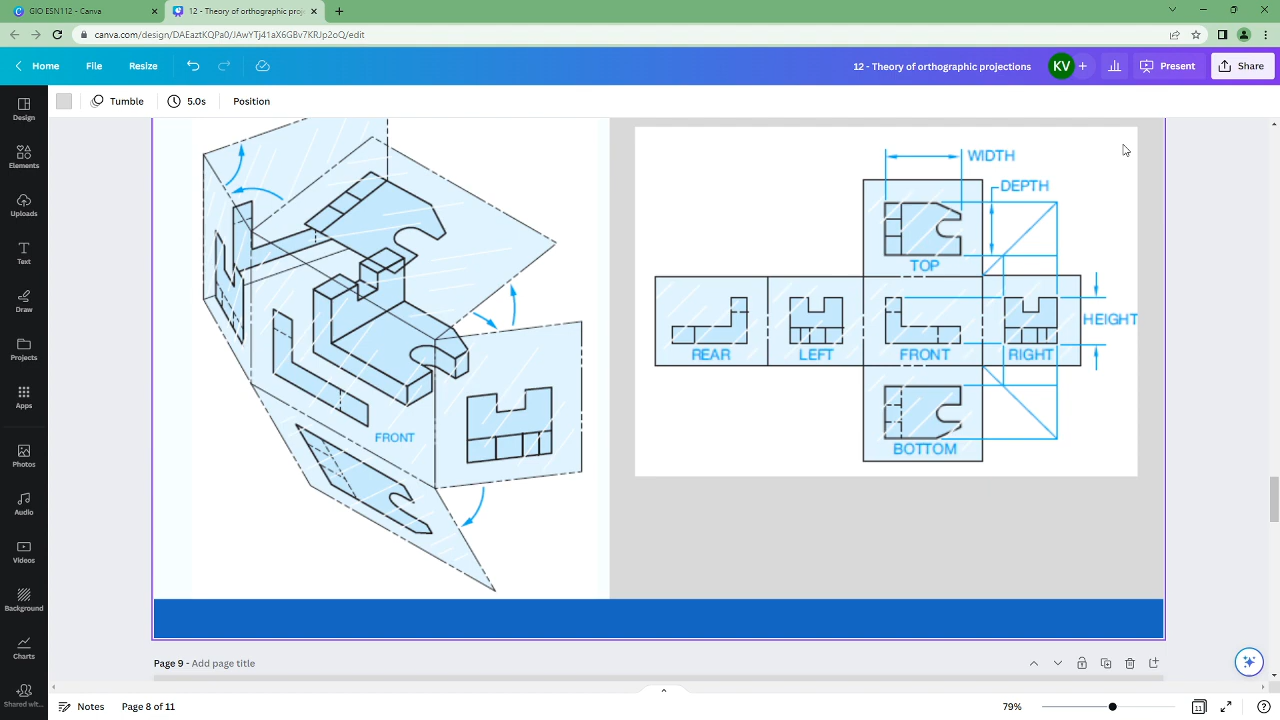 GIO ESN112 - Canva
12 - Theory of orthographic proj
canva.com/design/DAEaztKQPa0/JAwYTj41aX6GBv7KRJp2oQ/edit
Home
File
Resize
12 - Theory of orthographic projections
KV
Present
Share
Design
Elements
Uploads
Text
Draw
Projects
Apps
Photos
Audio
Videos
Background
Charts
Shared wit...
Tumble
5.0s
Position
FRONT
WIDTH
DEPTH
TOP
HEIGHT
REAR
LEFT
FRONT
RIGHT
BOTTOM
Page 9 - Add page title
Notes
Page 8 of 11
79%
11